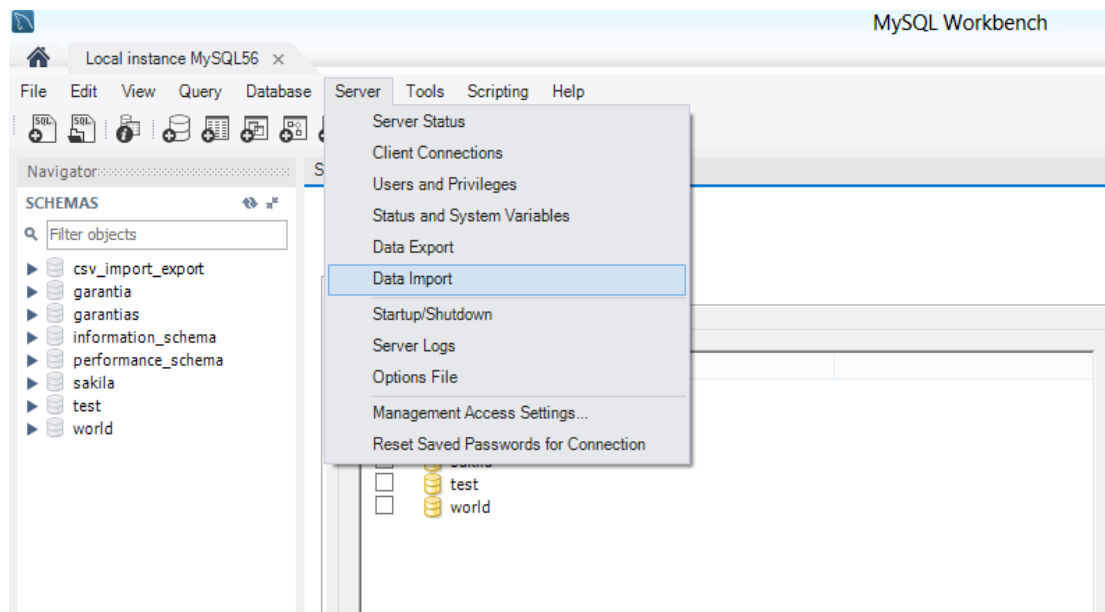 MySQL Workbench
Local instance MySQL56 ×
File Edit View Query Database Server Tools Scripting Help
SQL SQL
Navigator
SCHEMAS
Filter objects
csv_import_export
garantia
garantias
information_schema
performance_schema
sakila
test
world
Server Status
Client Connections
Users and Privileges
Status and System Variables
Data Export
Data Import
Startup/Shutdown
Server Logs
Options File
Management Access Settings...
Reset Saved Passwords for Connection
sakila
test
world